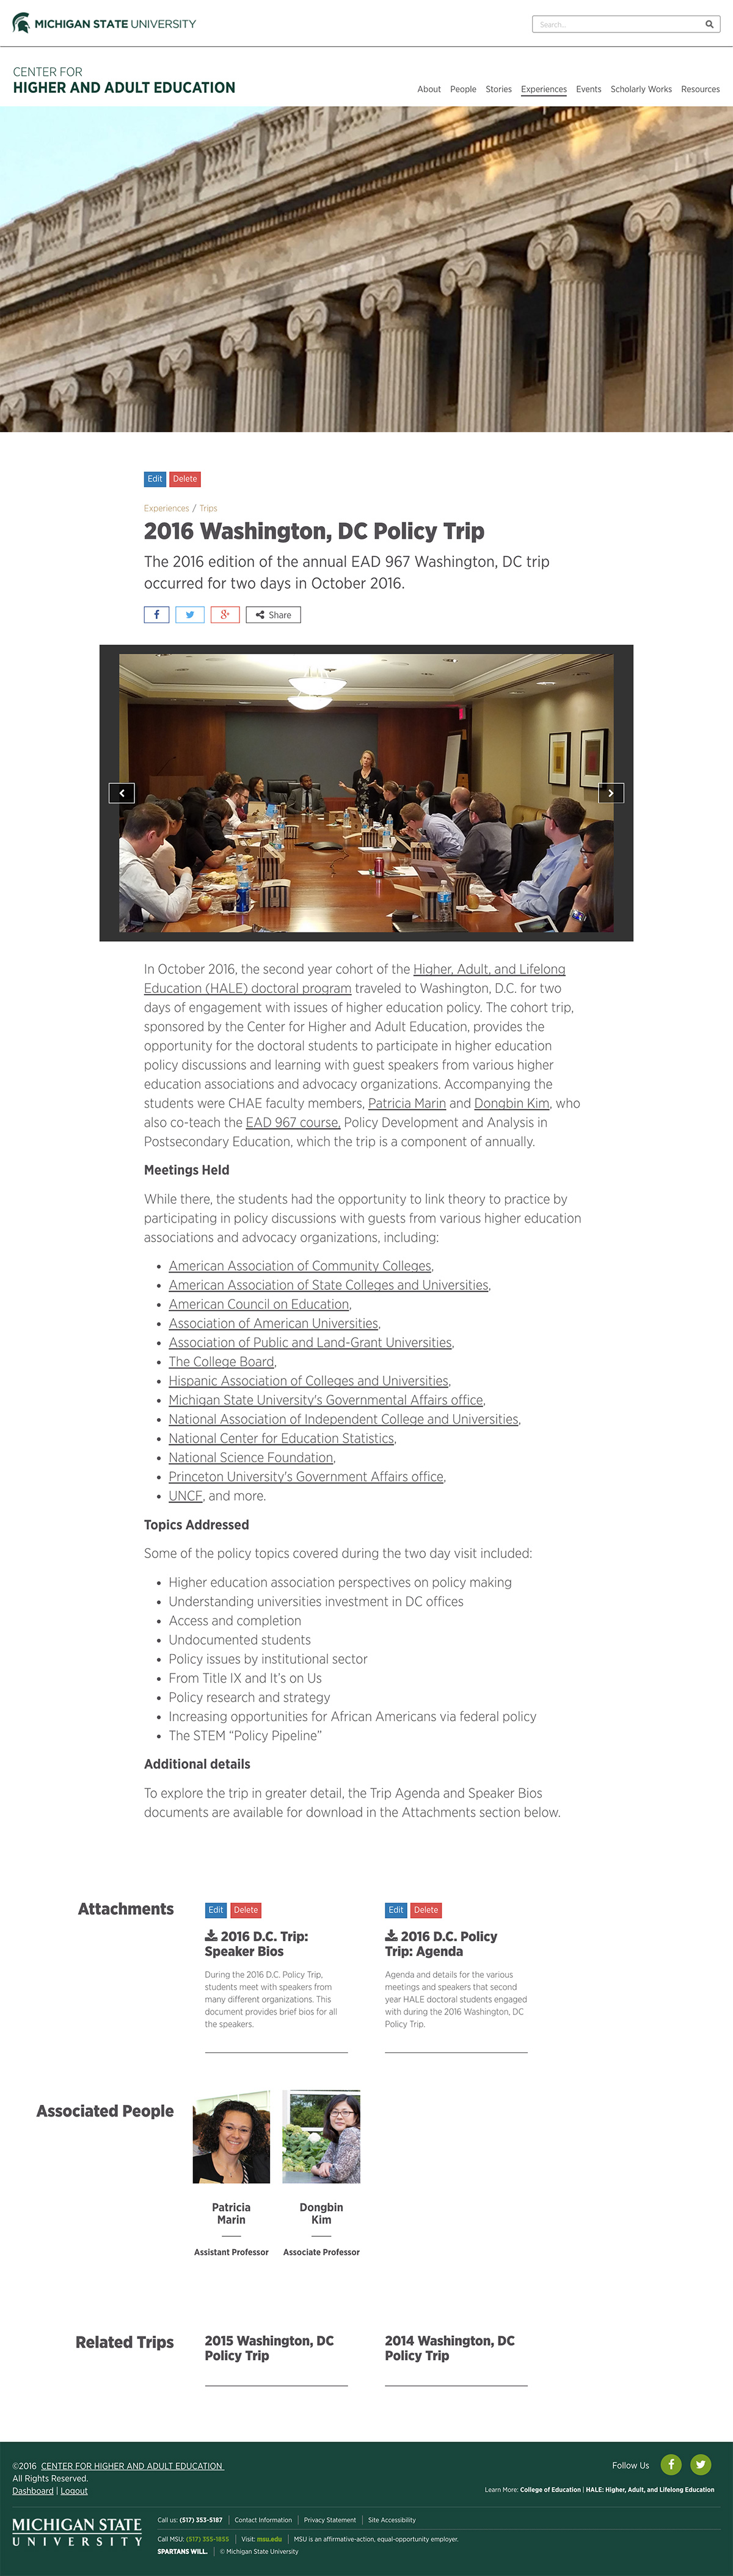 MICHIGAN STATE UNIVERSITY
Search...
CENTER FOR
HIGHER AND ADULT EDUCATION
About People Stories Experiences Events Scholarly Works Resources
Edit Delete
Experiences / Trips
2016 Washington, DC Policy Trip
The 2016 edition of the annual EAD 967 Washington, DC trip
occurred for two days in October 2016.
Share
In October 2016, the second year cohort of the Higher, Adult, and Lifelong
Education (HALE) doctoral program traveled to Washington, D.C. for two
days of engagement with issues of higher education policy. The cohort trip,
sponsored by the Center for Higher and Adult Education, provides the
opportunity for the doctoral students to participate in higher education
policy discussions and learning with guest speakers from various higher
education associations and advocacy organizations. Accompanying the
students were CHAE faculty members, Patricia Marin and Dongbin Kim, who
also co-teach the EAD 967 course, Policy Development and Analysis in
Postsecondary Education, which the trip is a component of annually.
Meetings Held
While there, the students had the opportunity to link theory to practice by
participating in policy discussions with guests from various higher education
associations and advocacy organizations, including:
• American Association of Community Colleges,
• American Association of State Colleges and Universities,
• American Council on Education,
• Association of American Universities,
• Association of Public and Land-Grant Universities,
• The College Board,
• Hispanic Association of Colleges and Universities,
• Michigan State University's Governmental Affairs office,
• National Association of Independent College and Universities,
• National Center for Education Statistics,
• National Science Foundation,
• Princeton University's Government Affairs office,
• UNCF, and more.
Topics Addressed
Some of the policy topics covered during the two day visit included:
• Higher education association perspectives on policy making
• Understanding universities investment in DC offices
• Access and completion
• Undocumented students
• Policy issues by institutional sector
• From Title IX and It’s on Us
• Policy research and strategy
• Increasing opportunities for African Americans via federal policy
• The STEM “Policy Pipeline”
Additional details
To explore the trip in greater detail, the Trip Agenda and Speaker Bios
documents are available for download in the Attachments section below.
Attachments
Edit Delete
2016 D.C. Trip:
Speaker Bios
During the 2016 D.C. Policy Trip,
students meet with speakers from
many different organizations. This
document provides brief bios for all
the speakers.
Edit Delete
2016 D.C. Policy
Trip: Agenda
Agenda and details for the various
meetings and speakers that second
year HALE doctoral students engaged
with during the 2016 Washington, DC
Policy Trip.
Associated People
Patricia
Marin
Assistant Professor
Dongbin
Kim
Associate Professor
Related Trips
2015 Washington, DC
Policy Trip
2014 Washington, DC
Policy Trip
©2016 CENTER FOR HIGHER AND ADULT EDUCATION
All Rights Reserved.
Dashboard | Logout
Follow Us
Learn More: College of Education | HALE: Higher, Adult, and Lifelong Education
MICHIGAN STATE
UNIVERSITY
Call us: (517) 353-5187 | Contact Information | Privacy Statement | Site Accessibility
Call MSU: (517) 355-1855 | Visit: msu.edu | MSU is an affirmative-action, equal-opportunity employer.
SPARTANS WILL. | © Michigan State University